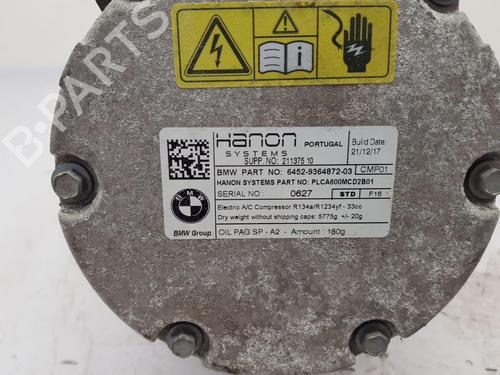 B-PARTS
Hanon
SYSTEMS
PORTUGAL
Build Date:
21/12/17
SUPP. NO: 211375 10
BMW PART NO: 6452-9364872-03 CMP01
HANON SYSTEMS PART NO: PLCA600MCD2B01
SERIAL NO: 0627 STD F16
Electric A/C Compressor R134a/R1234yf - 33cc
Dry weight without shipping caps: 5775g +/- 20g
BMW
BMW Group
OIL PAG SP - A2 - Amount : 160g